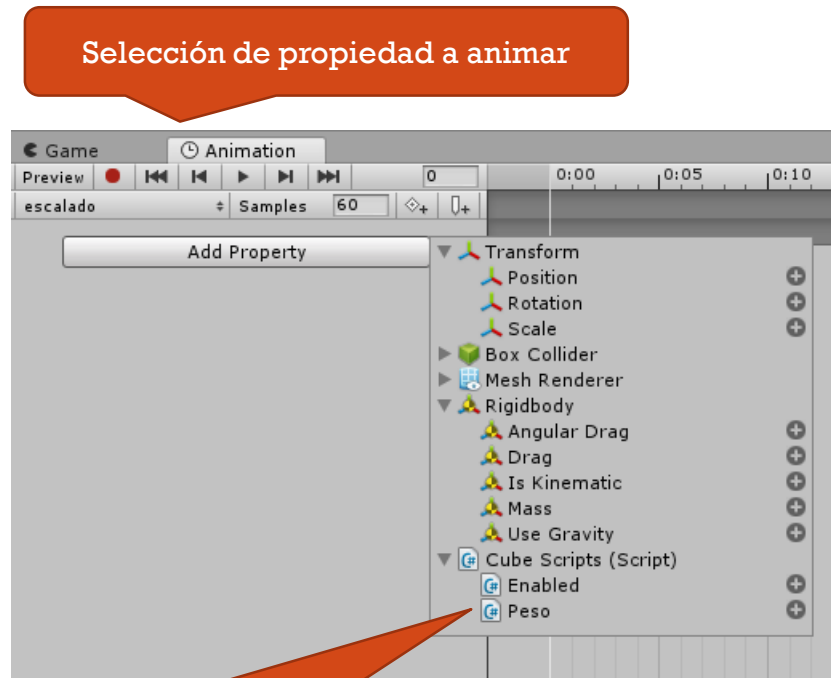 Selección de propiedad a animar
Game Animation
Preview 0 0:00 0:05 0:10
escalado Samples 60
Add Property
Transform
Position
Rotation
Scale
Box Collider
Mesh Renderer
Rigidbody
Angular Drag
Drag
Is Kinematic
Mass
Use Gravity
C# Cube Scripts (Script)
C# Enabled
C# Peso